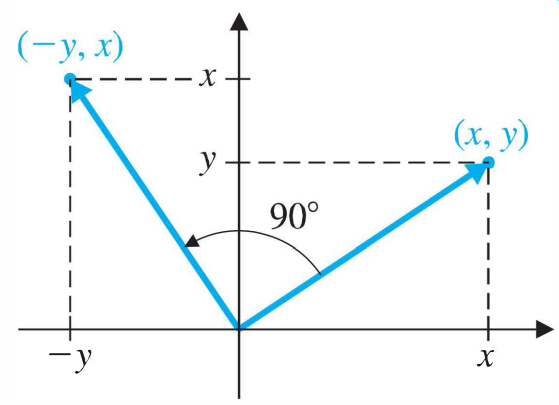 (−y, x)
x
(x, y)
y
90°
−y
x